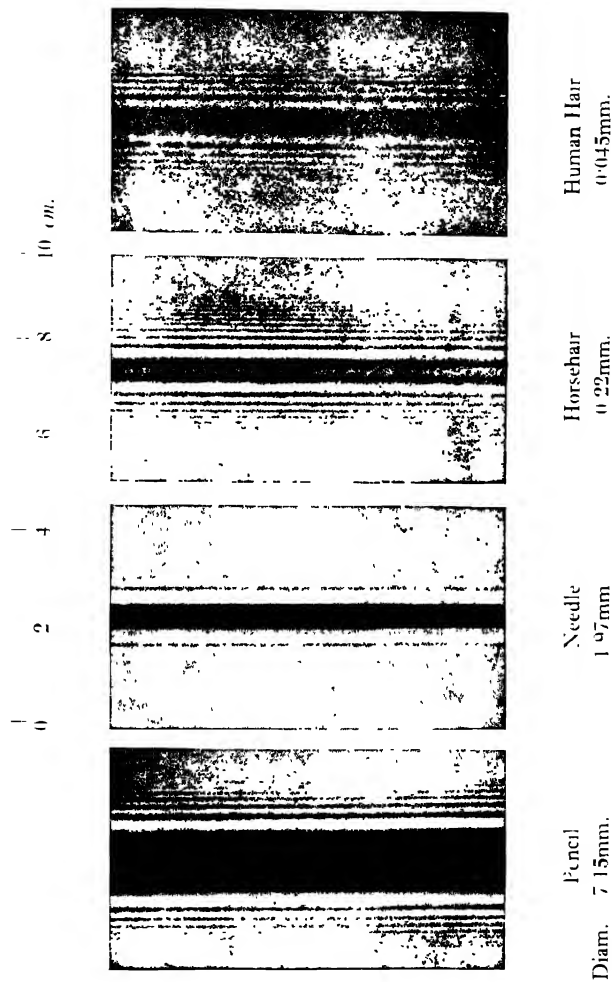 0 2 4 6 8 10 cm.
Pencil Needle Horsehair Human Hair
Diam. 7·15mm. 1·97mm 0·22mm. 0·045mm.